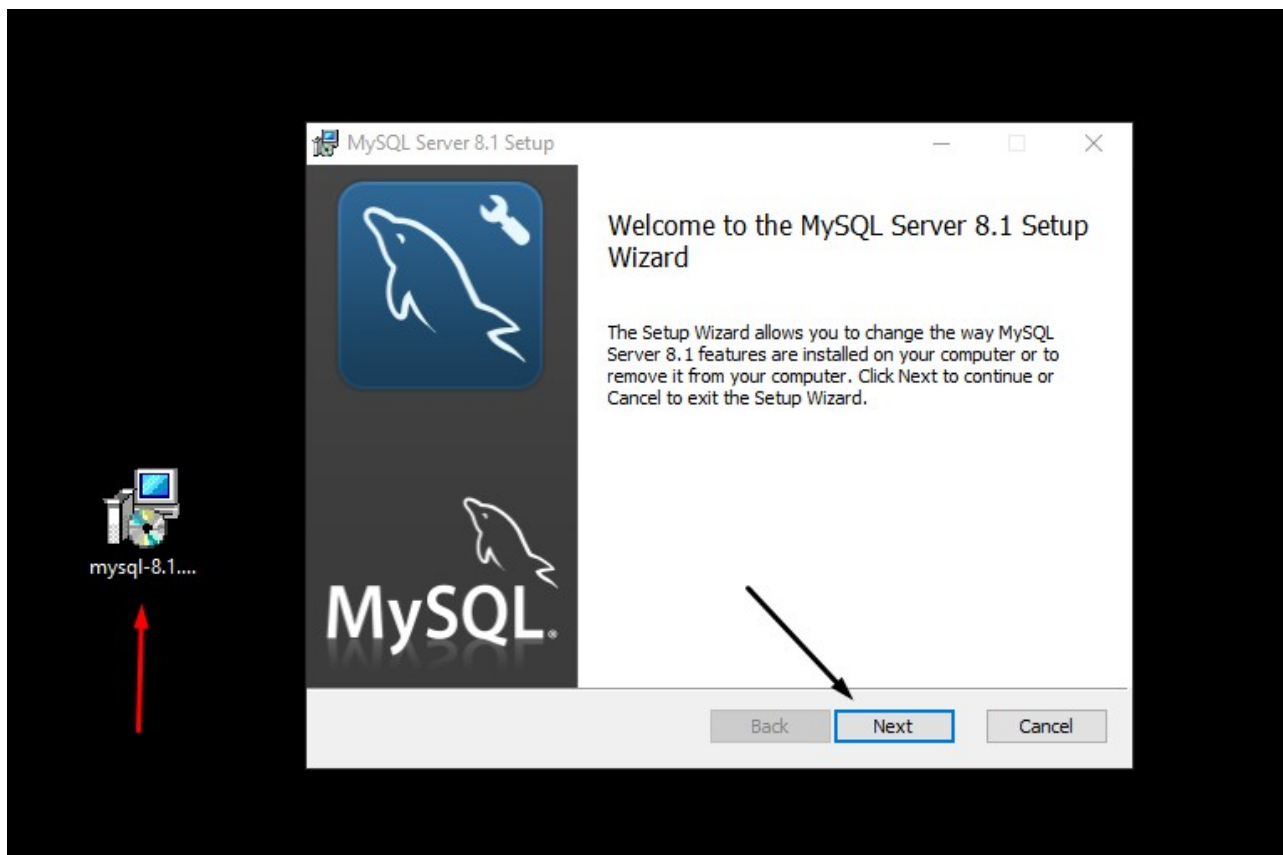 MySQL Server 8.1 Setup
Welcome to the MySQL Server 8.1 Setup
Wizard
The Setup Wizard allows you to change the way MySQL
Server 8.1 features are installed on your computer or to
remove it from your computer. Click Next to continue or
Cancel to exit the Setup Wizard.
mysql-8.1....
MySQL®
Back Next Cancel